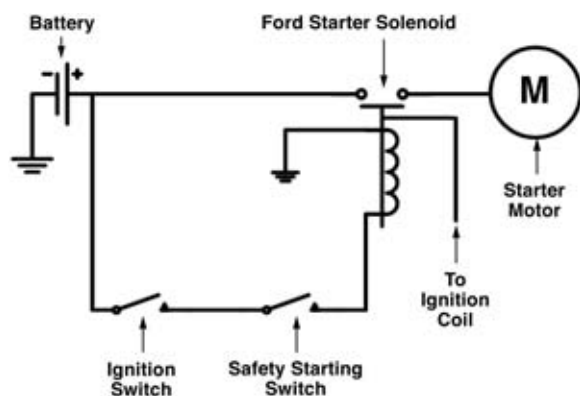 Battery
Ford Starter Solenoid
- +
M
Starter
Motor
To
Ignition
Coil
Ignition
Switch
Safety Starting
Switch